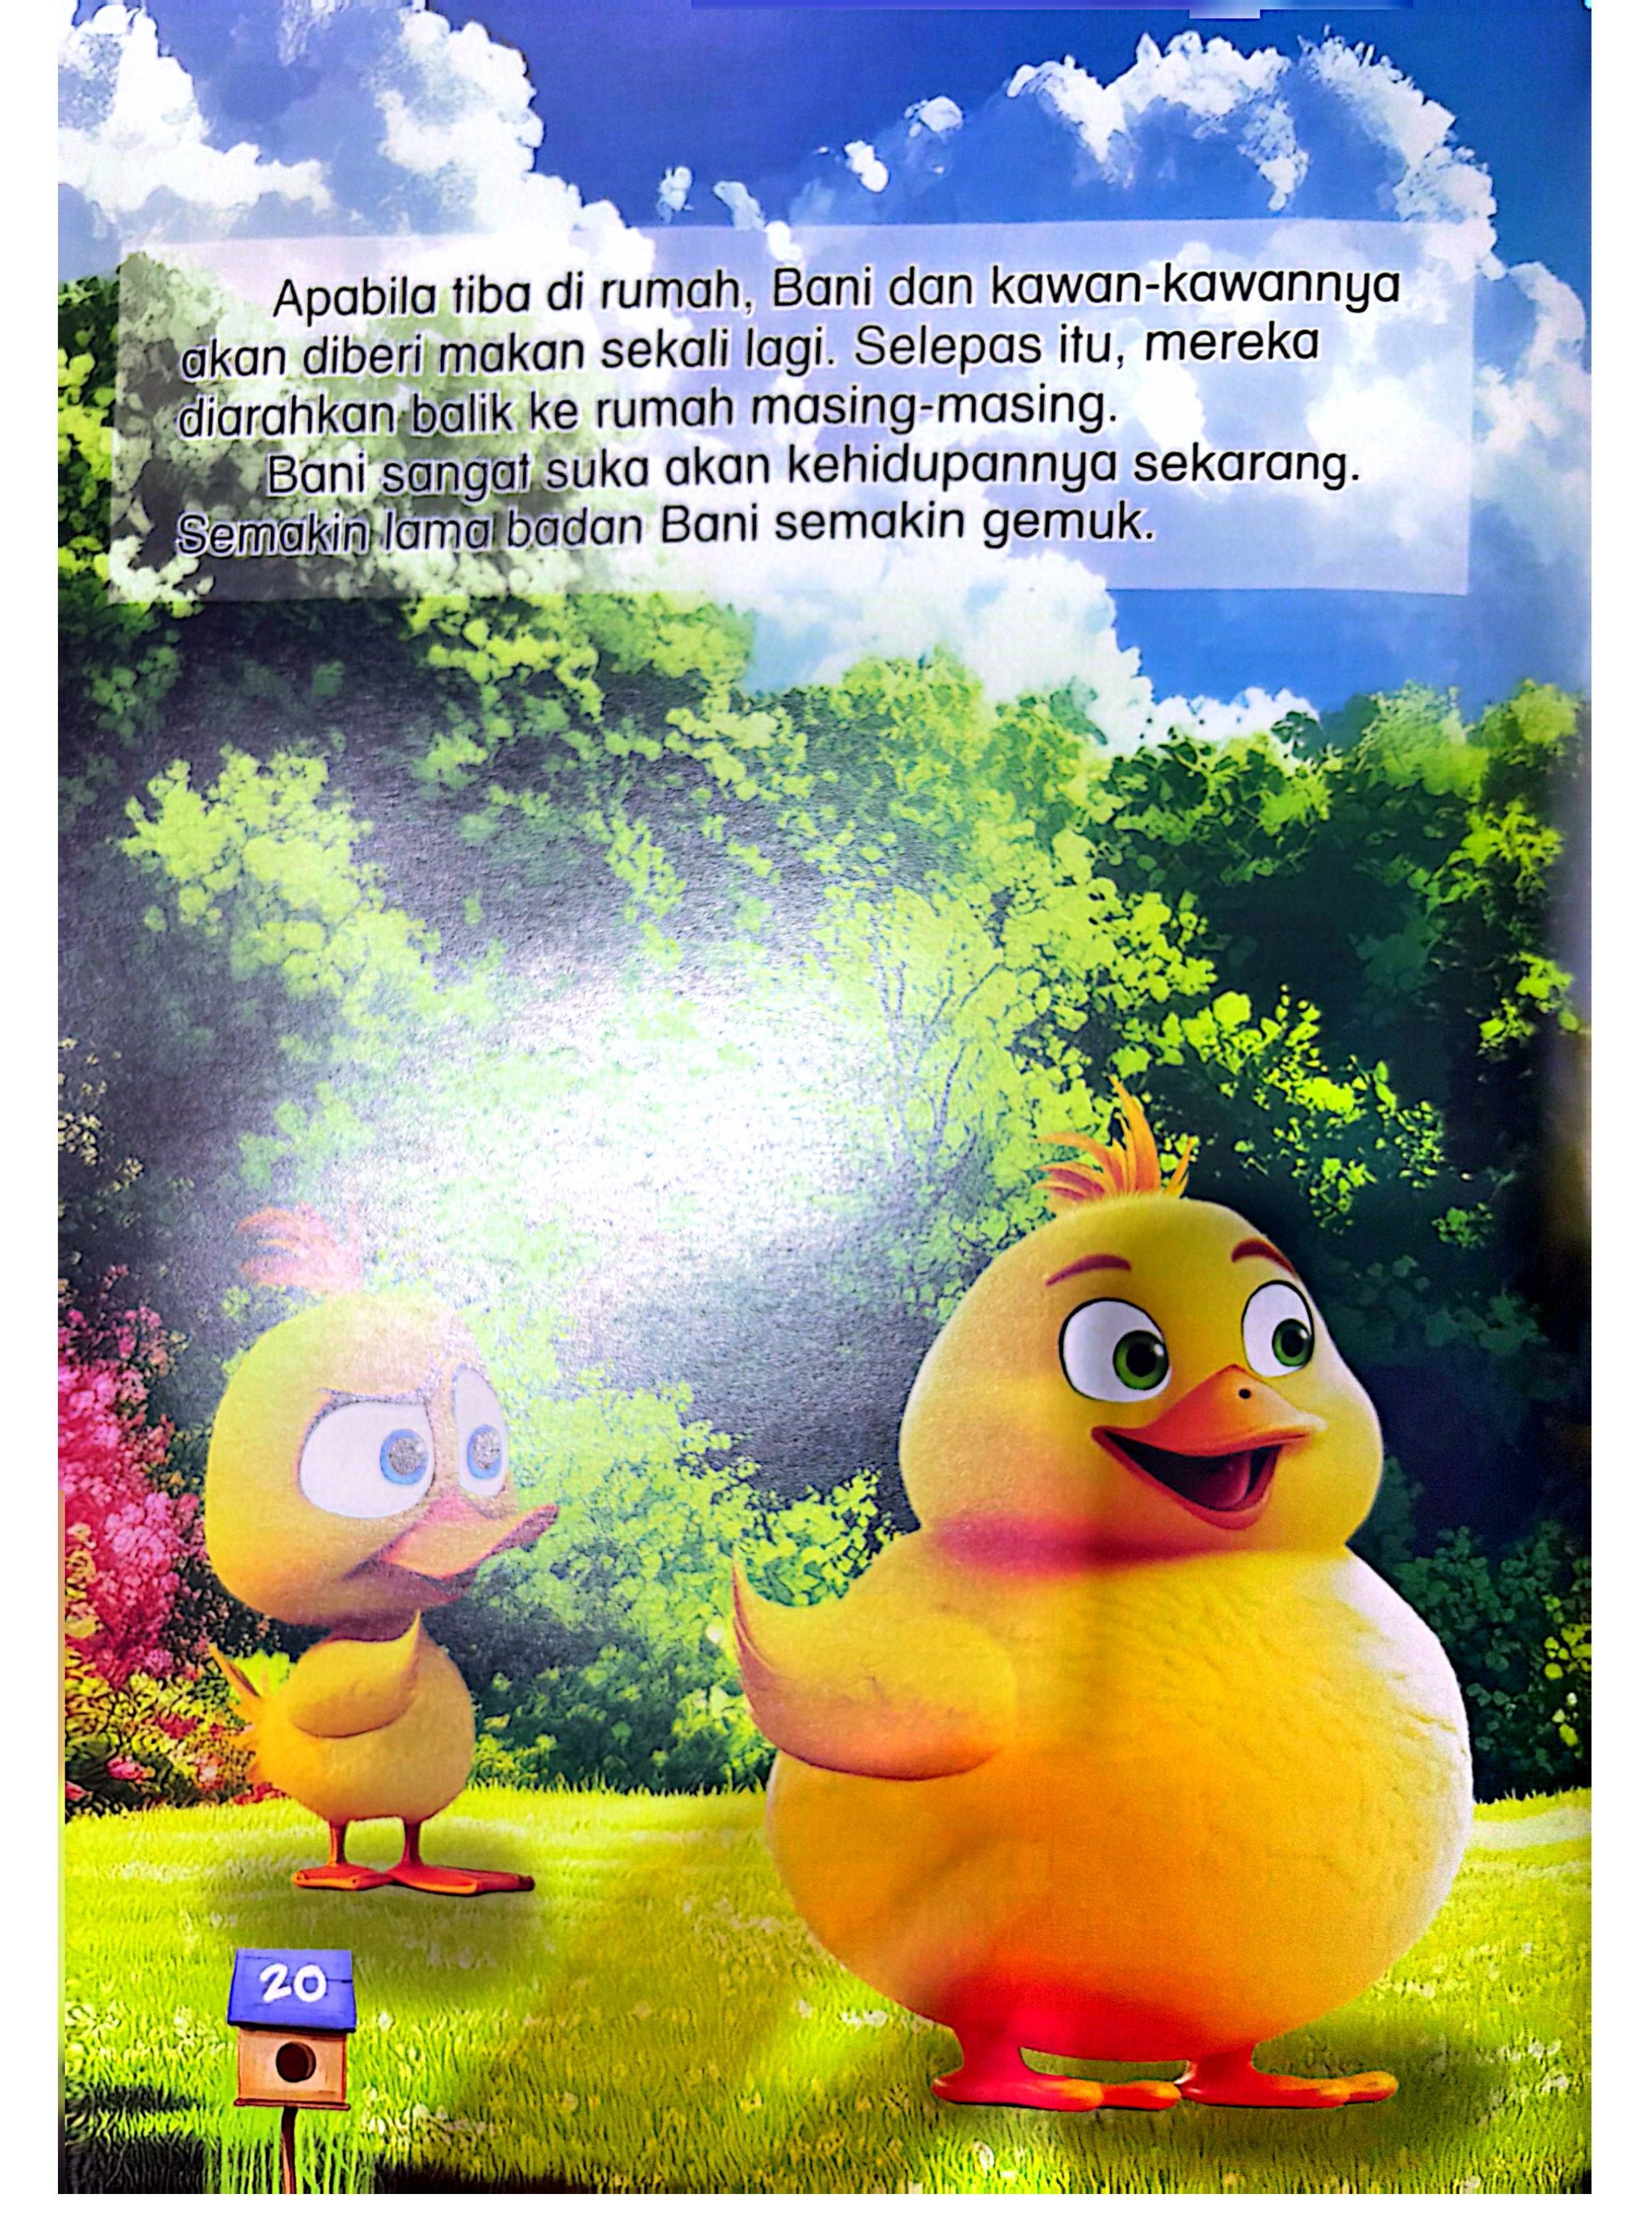 Apabila tiba di rumah, Bani dan kawan-kawannya
akan diberi makan sekali lagi. Selepas itu, mereka
diarahkan balik ke rumah masing-masing.
Bani sangat suka akan kehidupannya sekarang.
Semakin lama badan Bani semakin gemuk.
20